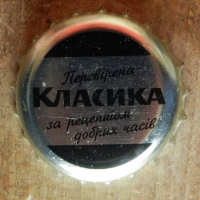 Перевірена
КЛАСИКА
за рецептом
добрих часів